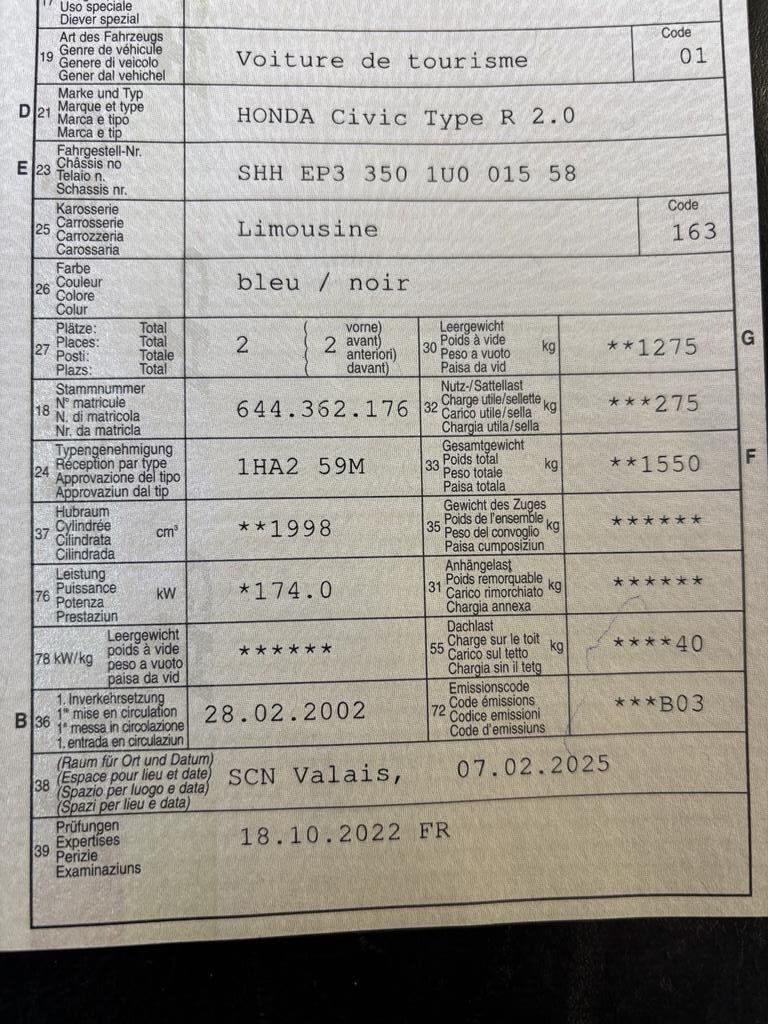 17 Uso speciale
Diever spezial
19 Art des Fahrzeugs
Genre de véhicule
Genere di veicolo
Gener dal vehichel
Voiture de tourisme
Code
01
D 21 Marke und Typ
Marque et type
Marca e tipo
Marca e tip
HONDA Civic Type R 2.0
E 23 Fahrgestell-Nr.
Châssis no
Telaio n.
Schassis nr.
SHH EP3 350 1U0 015 58
25 Karosserie
Carrosserie
Carrozzeria
Carossaria
Limousine
Code
163
26 Farbe
Couleur
Colore
Colur
bleu / noir
27 Plätze: Total
Places: Total
Posti: Totale
Plazs: Total
2 ( 2 vorne)
avant)
anteriori)
davant)
30 Leergewicht
Poids à vide kg
Peso a vuoto
Paisa da vid
**1275
G
18 Stammnummer
N° matricule
N. di matricola
Nr. da matricla
644.362.176
32 Nutz-/Sattellast
Charge utile/sellette kg
Carico utile/sella
Chargia utila/sella
***275
24 Typengenehmigung
Réception par type
Approvazione del tipo
Approvaziun dal tip
1HA2 59M
33 Gesamtgewicht
Poids total kg
Peso totale
Paisa totala
**1550
F
37 Hubraum
Cylindrée cm³
Cilindrata
Cilindrada
**1998
35 Gewicht des Zuges
Poids de l'ensemble kg
Peso del convoglio
Paisa cumposiziun
******
76 Leistung
Puissance kW
Potenza
Prestaziun
*174.0
31 Anhängelast
Poids remorquable kg
Carico rimorchiato
Chargia annexa
******
78 kW/kg Leergewicht
poids à vide
peso a vuoto
paisa da vid
******
55 Dachlast
Charge sur le toit kg
Carico sul tetto
Chargia sin il tetg
****40
B 36 1. Inverkehrsetzung
1re mise en circulation
1a messa in circolazione
1. entrada en circulaziun
28.02.2002
72 Emissionscode
Code émissions
Codice emissioni
Code d'emissiuns
***B03
38 (Raum für Ort und Datum)
(Espace pour lieu et date)
(Spazio per luogo e data)
(Spazi per lieu e data)
SCN Valais, 07.02.2025
39 Prüfungen
Expertises
Perizie
Examinaziuns
18.10.2022 FR